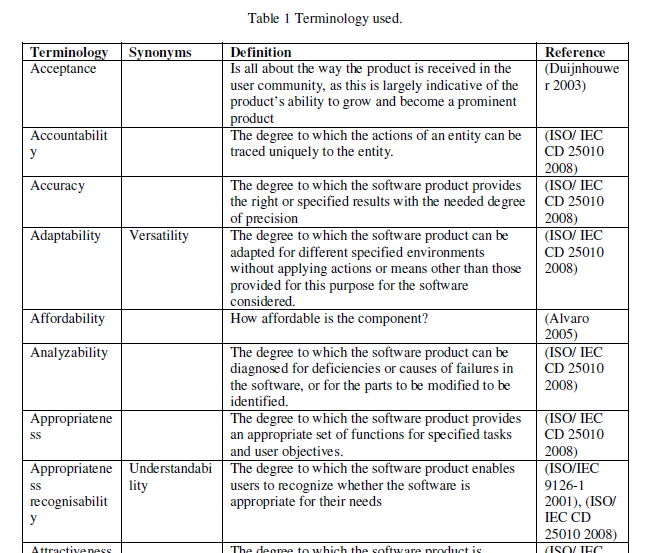 Table 1 Terminology used.
Terminology Synonyms Definition Reference
Acceptance Is all about the way the product is received in the (Duijnhouwe
user community, as this is largely indicative of the r 2003)
product's ability to grow and become a prominent
product
Accountabilit The degree to which the actions of an entity can be (ISO/ IEC
y traced uniquely to the entity. CD 25010
2008)
Accuracy The degree to which the software product provides (ISO/ IEC
the right or specified results with the needed degree CD 25010
of precision 2008)
Adaptability Versatility The degree to which the software product can be (ISO/ IEC
adapted for different specified environments CD 25010
without applying actions or means other than those 2008)
provided for this purpose for the software
considered.
Affordability How affordable is the component? (Alvaro
2005)
Analyzability The degree to which the software product can be (ISO/ IEC
diagnosed for deficiencies or causes of failures in CD 25010
the software, or for the parts to be modified to be 2008)
identified.
Appropriatene The degree to which the software product provides (ISO/ IEC
ss an appropriate set of functions for specified tasks CD 25010
and user objectives. 2008)
Appropriatene Understandabi The degree to which the software product enables (ISO/IEC
ss lity users to recognize whether the software is 9126-1
recognisabilit appropriate for their needs 2001), (ISO/
y IEC CD
25010 2008)
Attractiveness The degree to which the software product is (ISO/ IEC